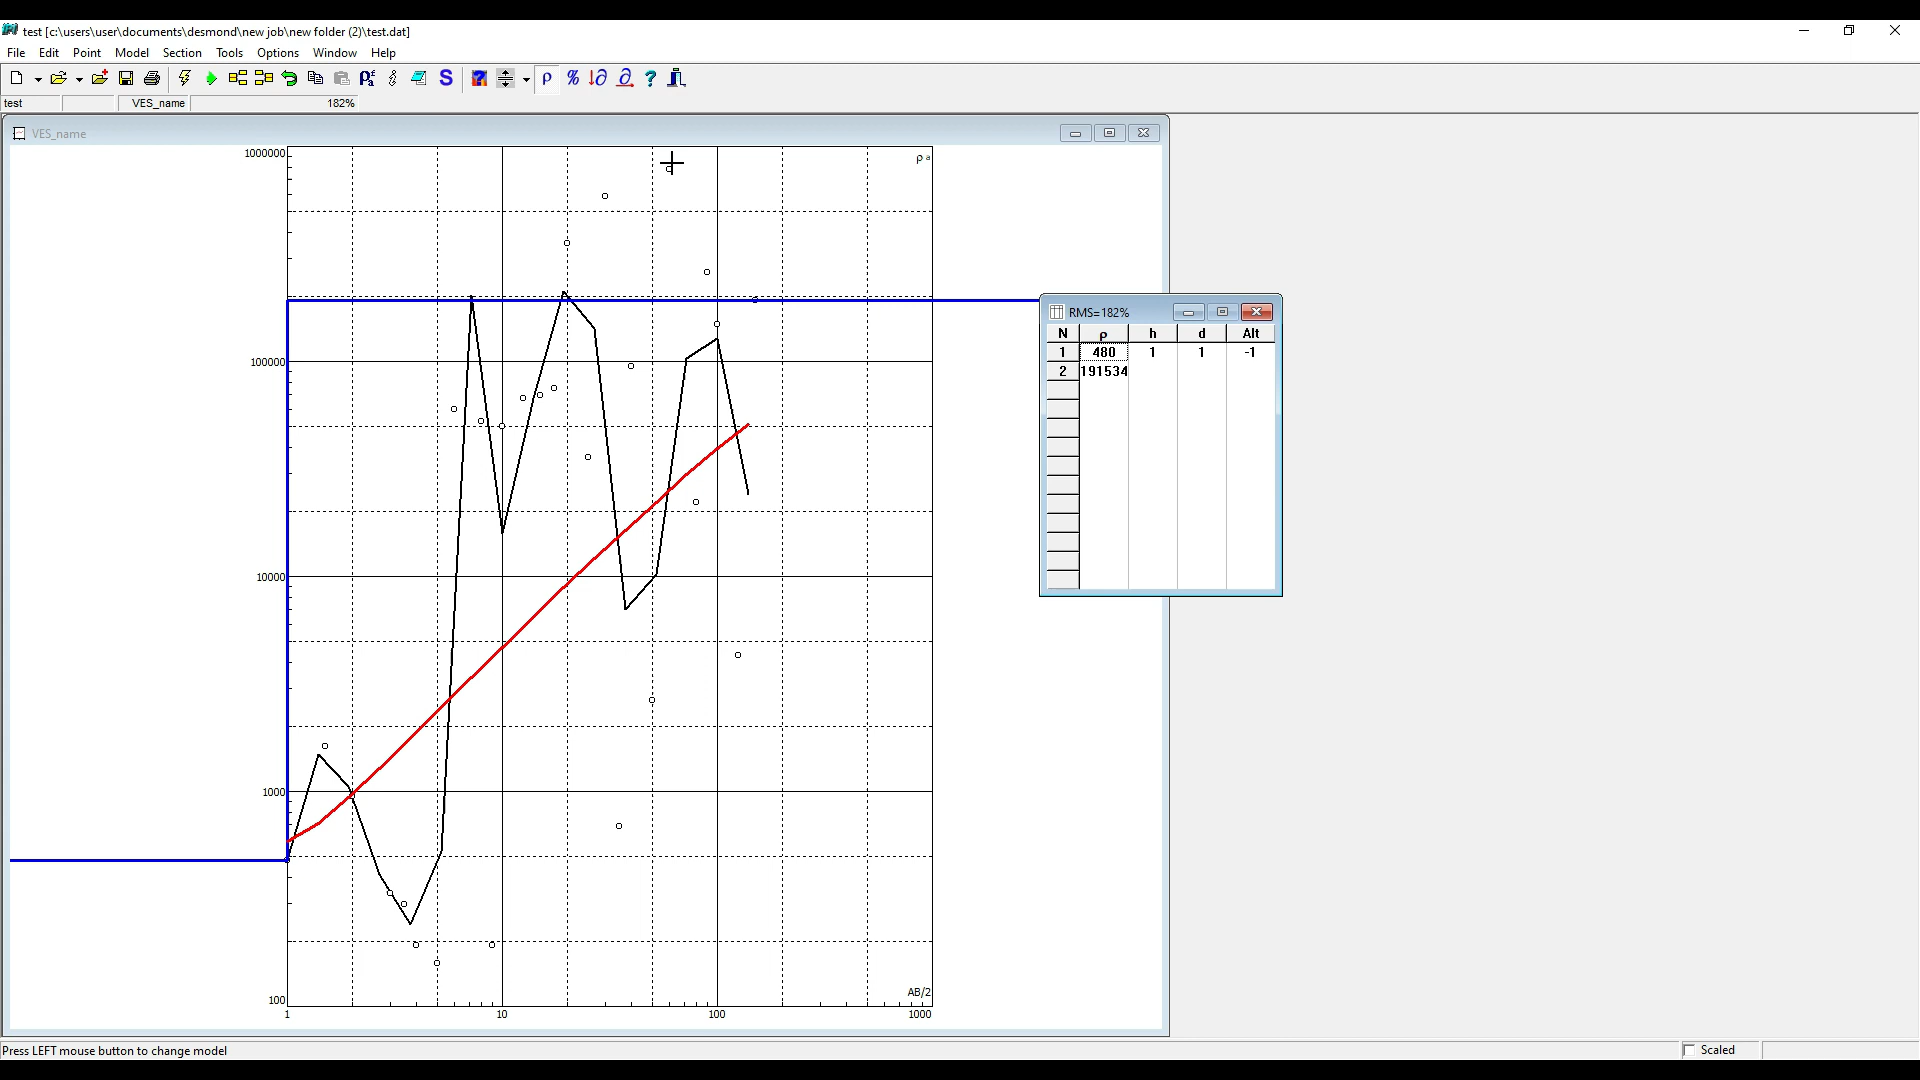 test [c:\users\user\documents\desmond\new job\new folder (2)\test.dat]
File Edit Point Model Section Tools Options Window Help
S ρ % ?
test VES_name 182%
VES_name
1000000
ρ a
100000
10000
1000
100
AB/2
1 10 100 1000
RMS=182%
N ρ h d Alt
1 480 1 1 -1
2 191534
Press LEFT mouse button to change model
Scaled